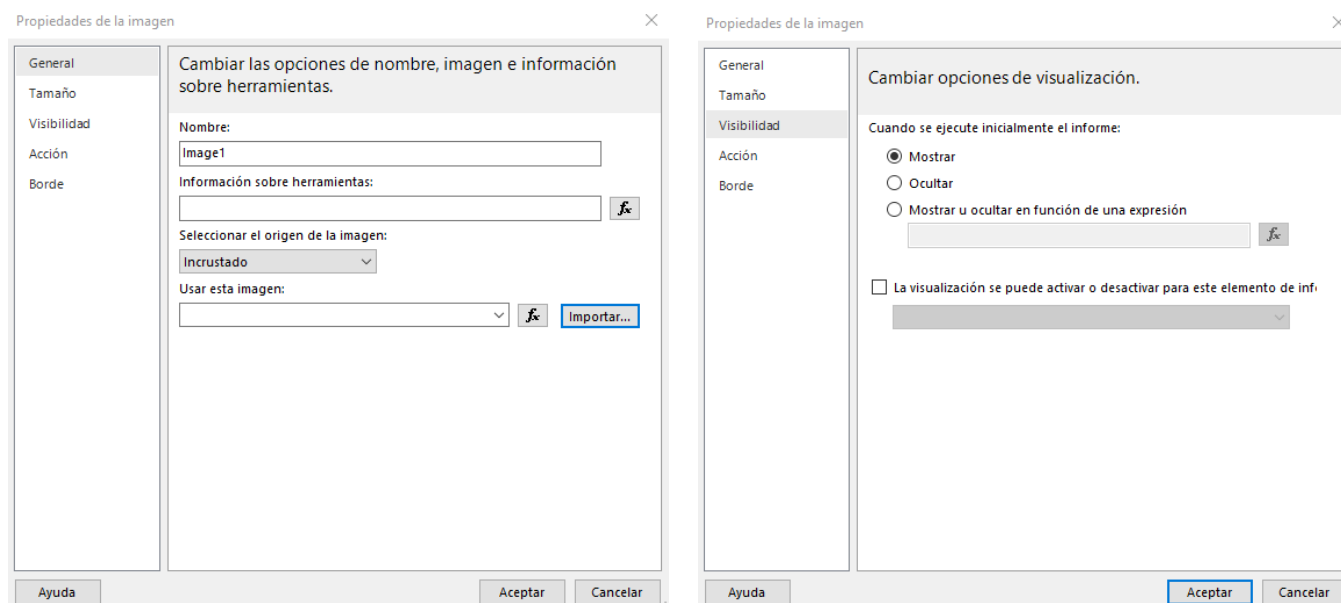 Propiedades de la imagen
General
Tamaño
Visibilidad
Acción
Borde
Cambiar las opciones de nombre, imagen e información
sobre herramientas.
Nombre:
Image1
Información sobre herramientas:
fx
Seleccionar el origen de la imagen:
Incrustado
Usar esta imagen:
fx
Importar...
Ayuda
Aceptar
Cancelar
Propiedades de la imagen
General
Tamaño
Visibilidad
Acción
Borde
Cambiar opciones de visualización.
Cuando se ejecute inicialmente el informe:
Mostrar
Ocultar
Mostrar u ocultar en función de una expresión
fx
La visualización se puede activar o desactivar para este elemento de inf
Ayuda
Aceptar
Cancelar